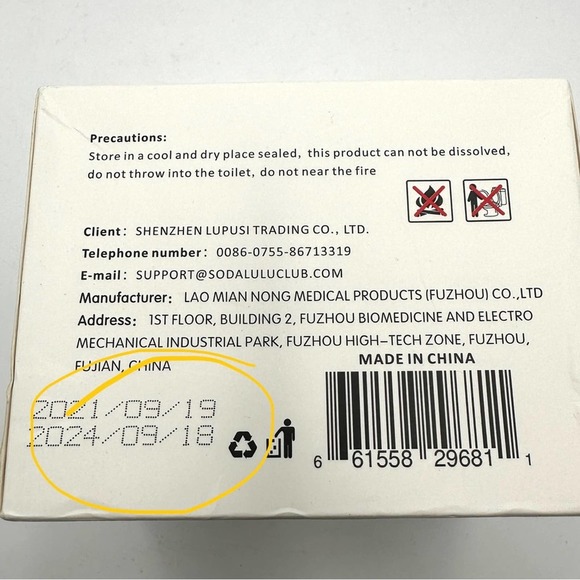 Precautions:
Store in a cool and dry place sealed, this product can not be dissolved,
do not throw into the toilet, do not near the fire
Client : SHENZHEN LUPUSI TRADING CO., LTD.
Telephone number : 0086-0755-86713319
E-mail : SUPPORT@SODALULUCLUB.COM
Manufacturer: LAO MIAN NONG MEDICAL PRODUCTS (FUZHOU) CO.,LTD
Address: 1ST FLOOR, BUILDING 2, FUZHOU BIOMEDICINE AND ELECTRO
MECHANICAL INDUSTRIAL PARK, FUZHOU HIGH-TECH ZONE, FUZHOU,
FUJIAN, CHINA
MADE IN CHINA
2021/09/19
2024/09/18
6 61558 29681 1